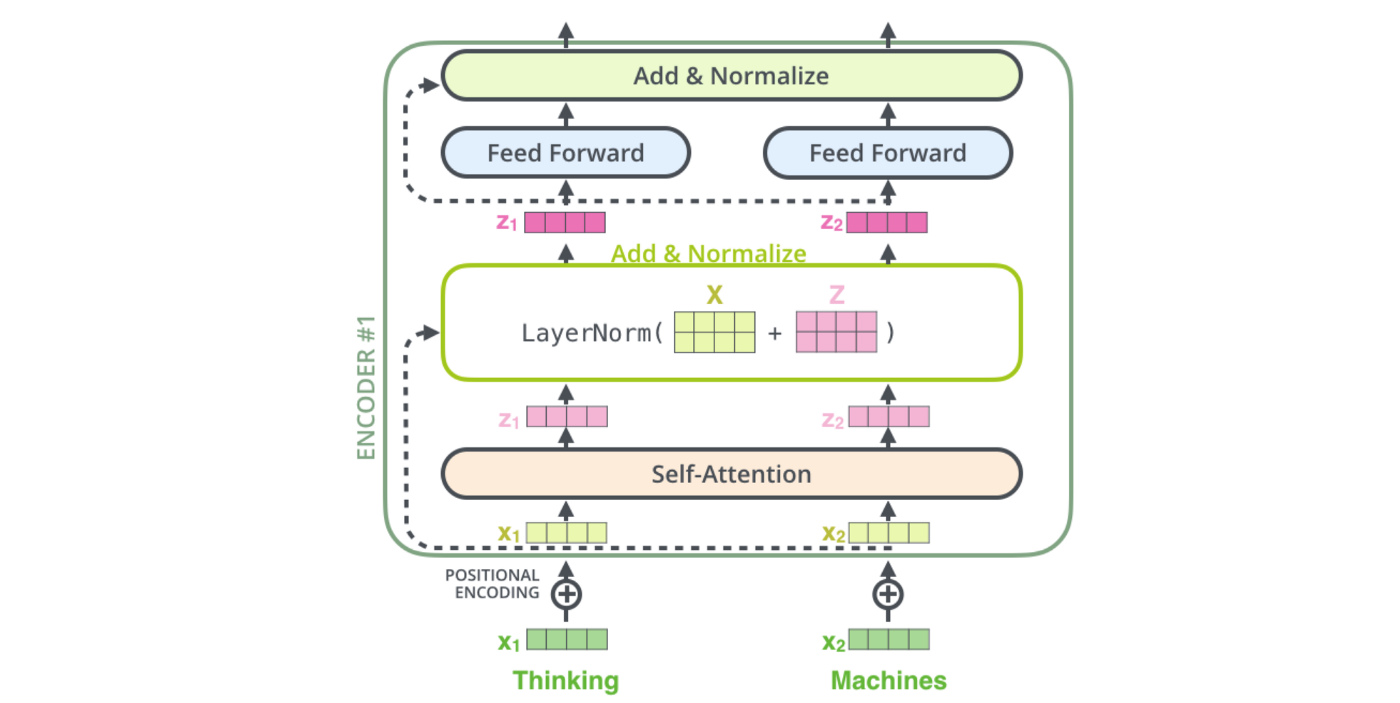 Add & Normalize
Feed Forward
Feed Forward
z1
z2
Add & Normalize
X
Z
LayerNorm(
+
)
ENCODER #1
z1
z2
Self-Attention
x1
x2
POSITIONAL
ENCODING
x1
x2
Thinking
Machines